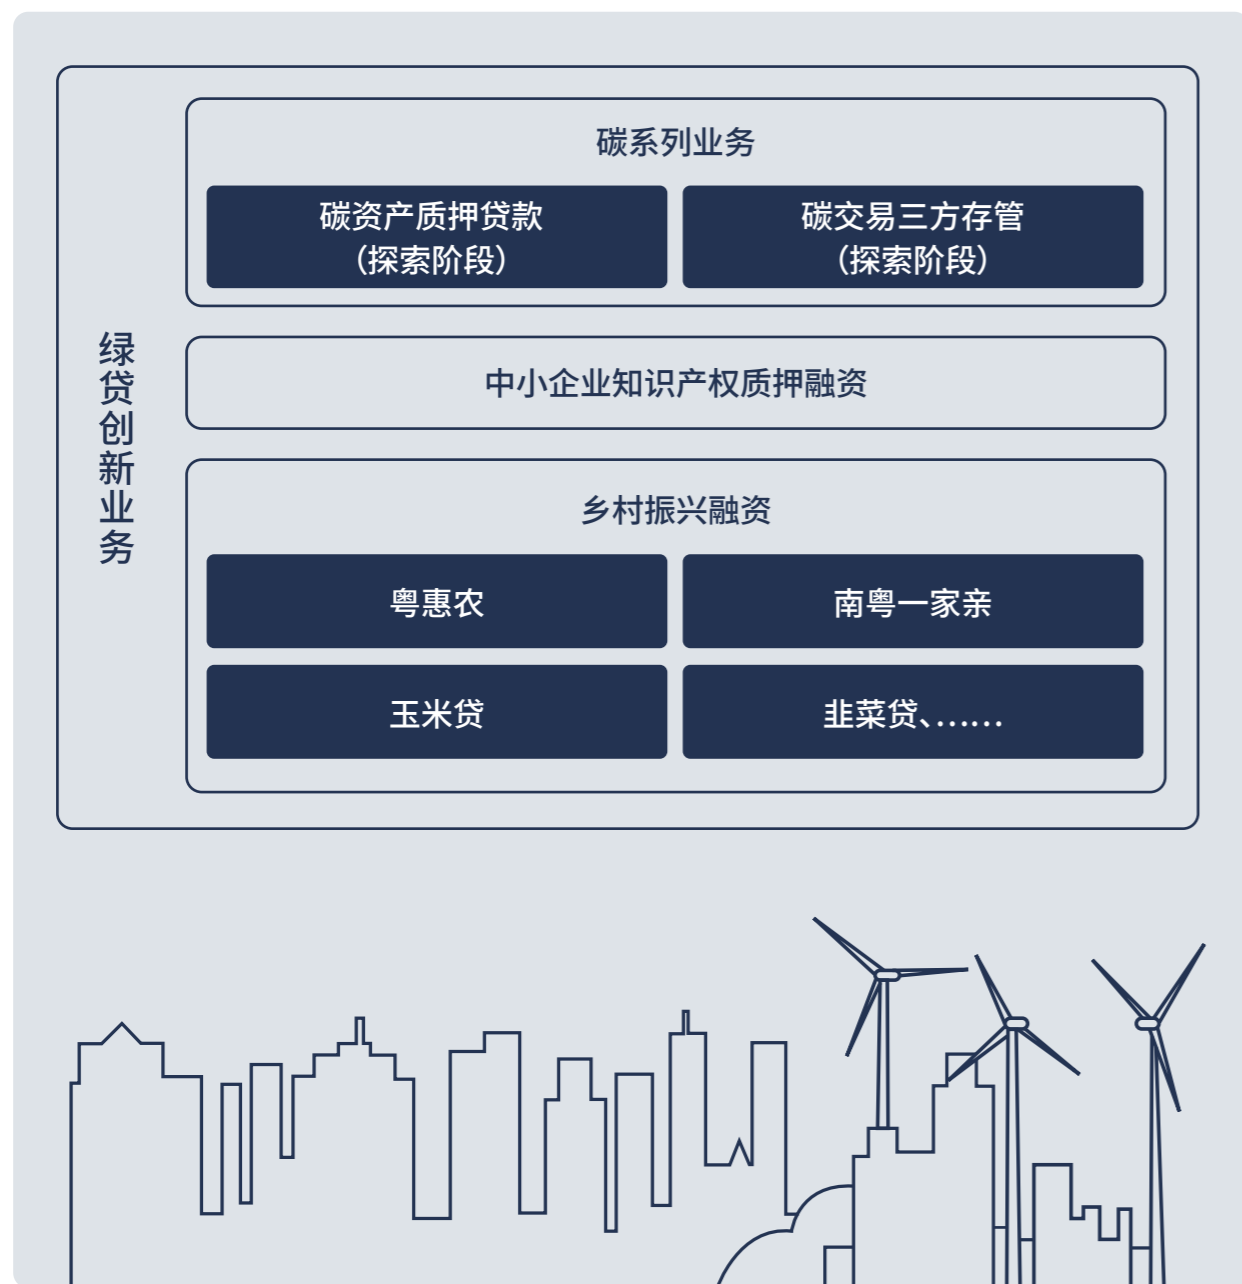 绿贷创新业务
碳系列业务
碳资产质押贷款
（探索阶段）
碳交易三方存管
（探索阶段）
中小企业知识产权质押融资
乡村振兴融资
粤惠农
南粤一家亲
玉米贷
韭菜贷、……